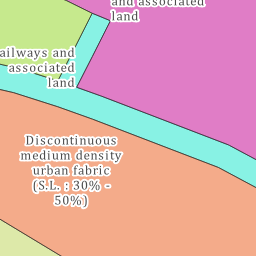 and associated
land
ailways and
associated
land
Discontinuous
medium density
urban fabric
(S.L. : 30% -
50%)